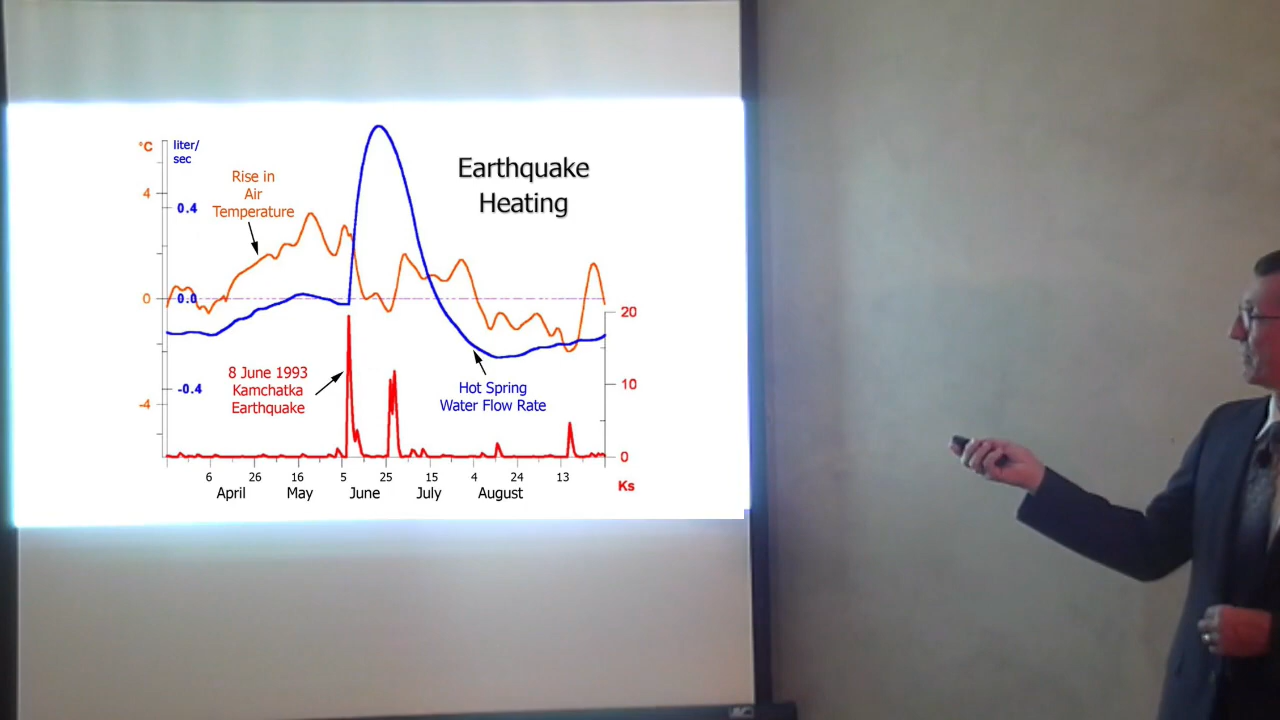 Earthquake
Heating
°C
liter/
sec
Rise in
Air
Temperature
4
0.4
0
0.0
-0.4
-4
8 June 1993
Kamchatka
Earthquake
Hot Spring
Water Flow Rate
20
10
0
Ks
6 26 16 5 25 15 4 24 13
April May June July August